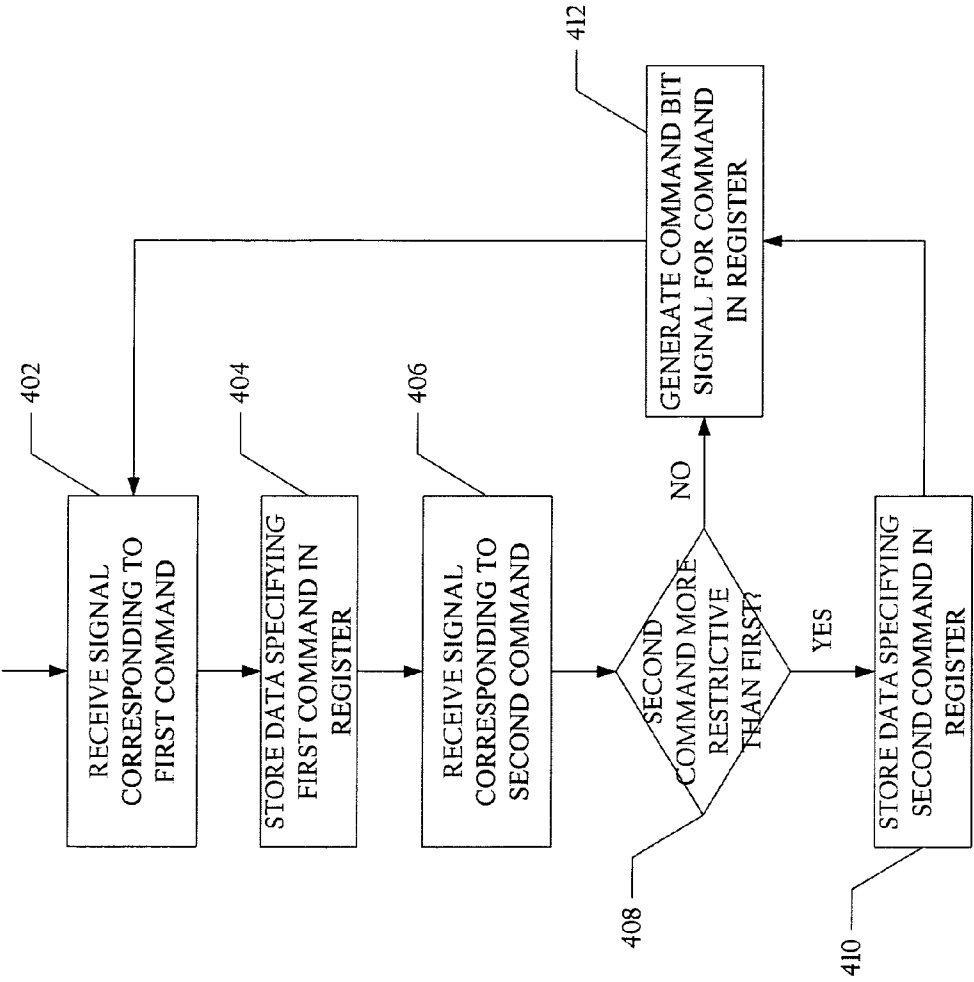 402
RECEIVE SIGNAL
CORRESPONDING TO
FIRST COMMAND
404
STORE DATA SPECIFYING
FIRST COMMAND IN
REGISTER
406
RECEIVE SIGNAL
CORRESPONDING TO
SECOND COMMAND
408
SECOND
COMMAND MORE
RESTRICTIVE
THAN FIRST?
NO
YES
410
STORE DATA SPECIFYING
SECOND COMMAND IN
REGISTER
412
GENERATE COMMAND BIT
SIGNAL FOR COMMAND
IN REGISTER